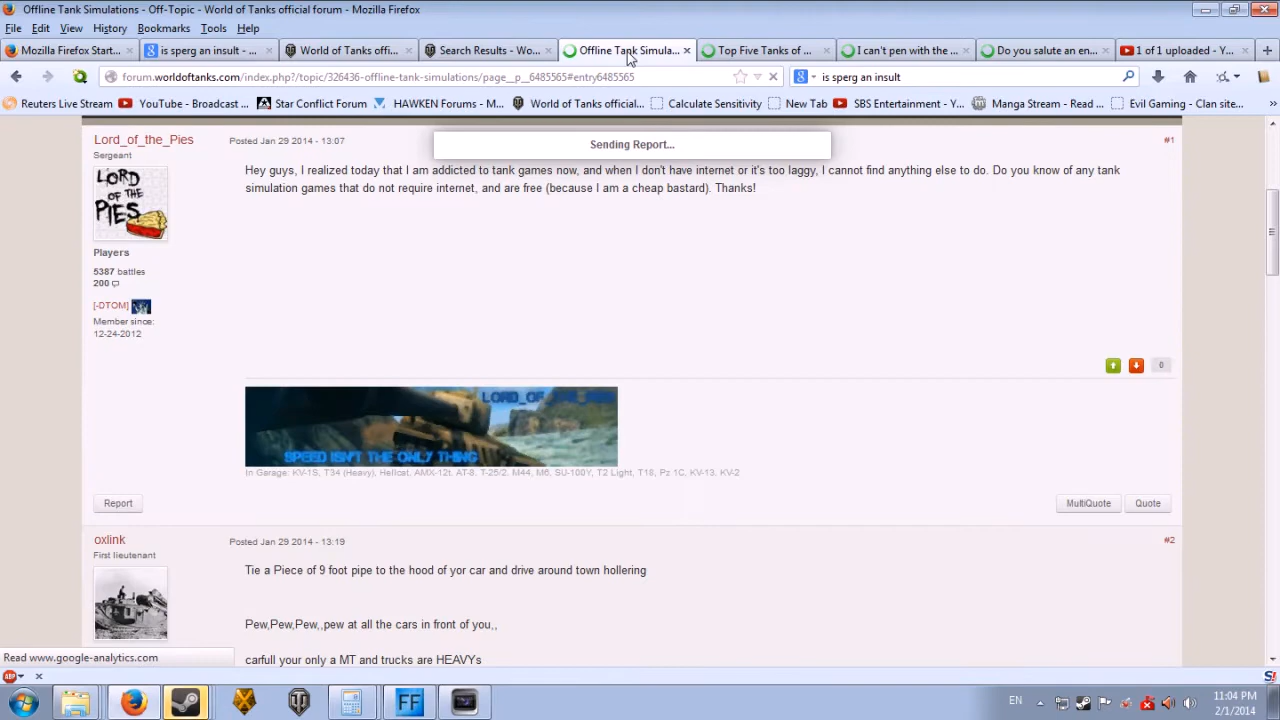 Offline Tank Simulations - Off-Topic - World of Tanks official forum - Mozilla Firefox
File Edit View History Bookmarks Tools Help
Mozilla Firefox Start... is sperg an insult - ... World of Tanks offi... Search Results - Wo... Offline Tank Simula... Top Five Tanks of ... I can't pen with the ... Do you salute an en... 1 of 1 uploaded - Y...
forum.worldoftanks.com/index.php?/topic/326436-offline-tank-simulations/page__p__6485565#entry6485565 is sperg an insult
Reuters Live Stream YouTube - Broadcast ... Star Conflict Forum HAWKEN Forums - M... World of Tanks official... Calculate Sensitivity New Tab SBS Entertainment - Y... Manga Stream - Read ... Evil Gaming - Clan site... »
Lord_of_the_Pies Posted Jan 29 2014 - 13:07 #1
Sending Report...
Sergeant
Hey guys, I realized today that I am addicted to tank games now, and when I don't have internet or it's too laggy, I cannot find anything else to do. Do you know of any tank
simulation games that do not require internet, and are free (because I am a cheap bastard). Thanks!
LORD
OF THE
PIES
Players
5387 battles
200
[-DTOM]
Member since:
12-24-2012
0
LORD_OF_THE_PIES
SPEED ISN'T THE ONLY THING
In Garage: KV-1S, T34 (Heavy), Hellcat, AMX-12t, AT-8, T-25/2, M44, M6, SU-100Y, T2 Light, T18, Pz 1C, KV-13, KV-2
Report MultiQuote Quote
oxlink Posted Jan 29 2014 - 13:19 #2
First lieutenant
Tie a Piece of 9 foot pipe to the hood of yor car and drive around town hollering
Pew,Pew,Pew,,pew at all the cars in front of you,,
carfull your only a MT and trucks are HEAVYs
Read www.google-analytics.com
ABP
FF EN 11:04 PM
2/1/2014